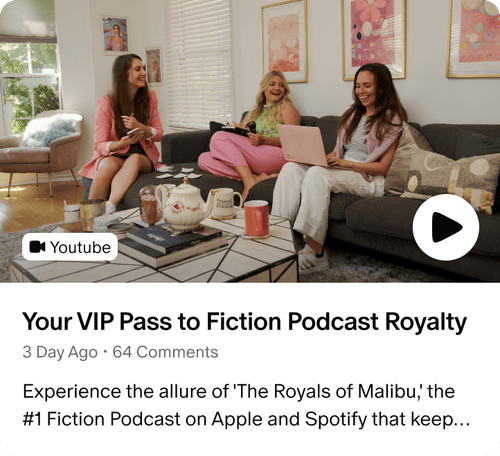 Youtube
Your VIP Pass to Fiction Podcast Royalty
3 Day Ago • 64 Comments
Experience the allure of 'The Royals of Malibu,' the
#1 Fiction Podcast on Apple and Spotify that keep...